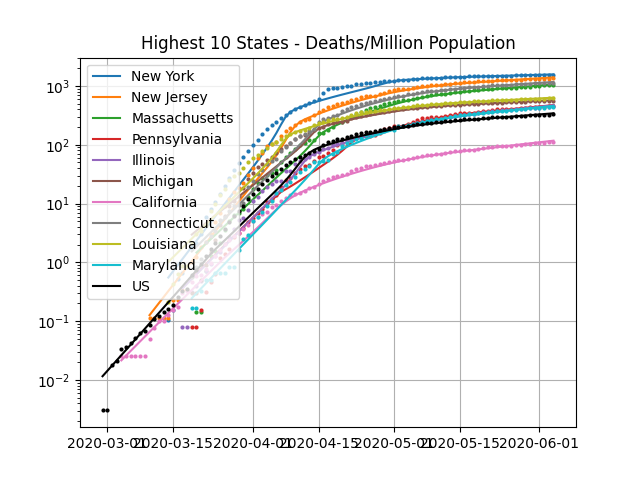 Highest 10 States - Deaths/Million Population
New York
New Jersey
Massachusetts
Pennsylvania
Illinois
Michigan
California
Connecticut
Louisiana
Maryland
US
10³
10²
10¹
10⁰
10⁻¹
10⁻²
2020-03-01 2020-03-15 2020-04-01 2020-04-15 2020-05-01 2020-05-15 2020-06-01